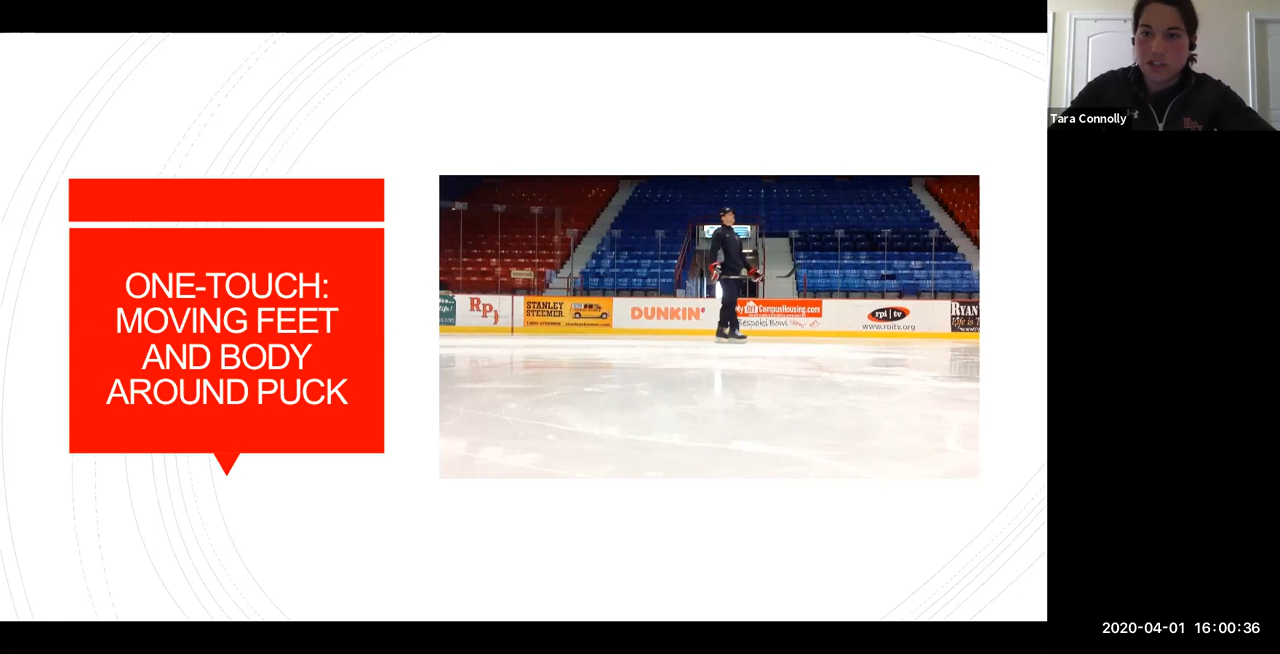 ONE-TOUCH:
MOVING FEET
AND BODY
AROUND PUCK
STANLEY
STEEMER
DUNKIN'
CampusHousing.com
rpi | tv
www.rpitv.org
RYAN
Tara Connolly
2020-04-01 16:00:36